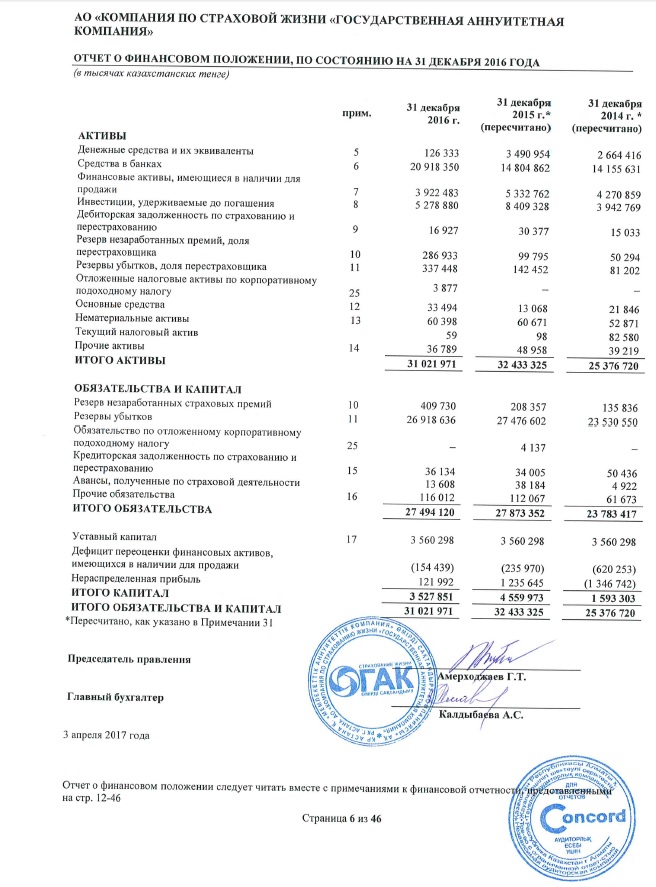 АО «КОМПАНИЯ ПО СТРАХОВОЙ ЖИЗНИ «ГОСУДАРСТВЕННАЯ АННУИТЕТНАЯ
КОМПАНИЯ»
ОТЧЕТ О ФИНАНСОВОМ ПОЛОЖЕНИИ, ПО СОСТОЯНИЮ НА 31 ДЕКАБРЯ 2016 ГОДА
(в тысячах казахстанских тенге)
прим. 31 декабря 2016 г. 31 декабря 2015 г.* (пересчитано) 31 декабря 2014 г. * (пересчитано)
АКТИВЫ
Денежные средства и их эквиваленты 5 126 333 3 490 954 2 664 416
Средства в банках 6 20 918 350 14 804 862 14 155 631
Финансовые активы, имеющиеся в наличии для
продажи 7 3 922 483 5 332 762 4 270 859
Инвестиции, удерживаемые до погашения 8 5 278 880 8 409 328 3 942 769
Дебиторская задолженность по страхованию и
перестрахованию 9 16 927 30 377 15 033
Резерв незаработанных премий, доля
перестраховщика 10 286 933 99 795 50 294
Резервы убытков, доля перестраховщика 11 337 448 142 452 81 202
Отложенные налоговые активы по корпоративному
подоходному налогу 25 3 877 – –
Основные средства 12 33 494 13 068 21 846
Нематериальные активы 13 60 398 60 671 52 871
Текущий налоговый актив 59 98 82 580
Прочие активы 14 36 789 48 958 39 219
ИТОГО АКТИВЫ 31 021 971 32 433 325 25 376 720
ОБЯЗАТЕЛЬСТВА И КАПИТАЛ
Резерв незаработанных страховых премий 10 409 730 208 357 135 836
Резервы убытков 11 26 918 636 27 476 602 23 530 550
Обязательство по отложенному корпоративному
подоходному налогу 25 – 4 137 –
Кредиторская задолженность по страхованию и
перестрахованию 15 36 134 34 005 50 436
Авансы, полученные по страховой деятельности 13 608 38 184 4 922
Прочие обязательства 16 116 012 112 067 61 673
ИТОГО ОБЯЗАТЕЛЬСТВА 27 494 120 27 873 352 23 783 417
Уставный капитал 17 3 560 298 3 560 298 3 560 298
Дефицит переоценки финансовых активов,
имеющихся в наличии для продажи (154 439) (235 970) (620 253)
Нераспределенная прибыль 121 992 1 235 645 (1 346 742)
ИТОГО КАПИТАЛ 3 527 851 4 559 973 1 593 303
ИТОГО ОБЯЗАТЕЛЬСТВА И КАПИТАЛ 31 021 971 32 433 325 25 376 720
*Пересчитано, как указано в Примечании 31
Председатель правления
Амерходжаев Г.Т.
СТРАХОВАНИЕ ЖИЗНИ
ГАК
ӨМІРДІ САҚТАНДЫРУ
Главный бухгалтер
Калдыбаева А.С.
3 апреля 2017 года
Отчет о финансовом положении следует читать вместе с примечаниями к финансовой отчетности, представленными
на стр. 12-46
Страница 6 из 46
ДЛЯ
ОТЧЕТОВ
Concord
АУДИТОРЛЫҚ
ЕСЕБІ
ҮШІН